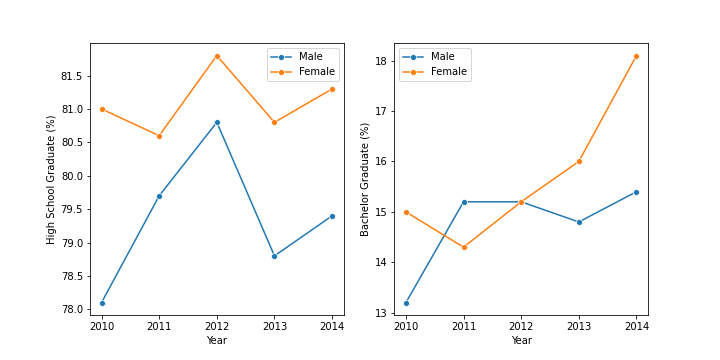 Male
Female
81.5
81.0
80.5
80.0
79.5
79.0
78.5
78.0
High School Graduate (%)
2010 2011 2012 2013 2014
Year
Male
Female
18
17
16
15
14
13
Bachelor Graduate (%)
2010 2011 2012 2013 2014
Year